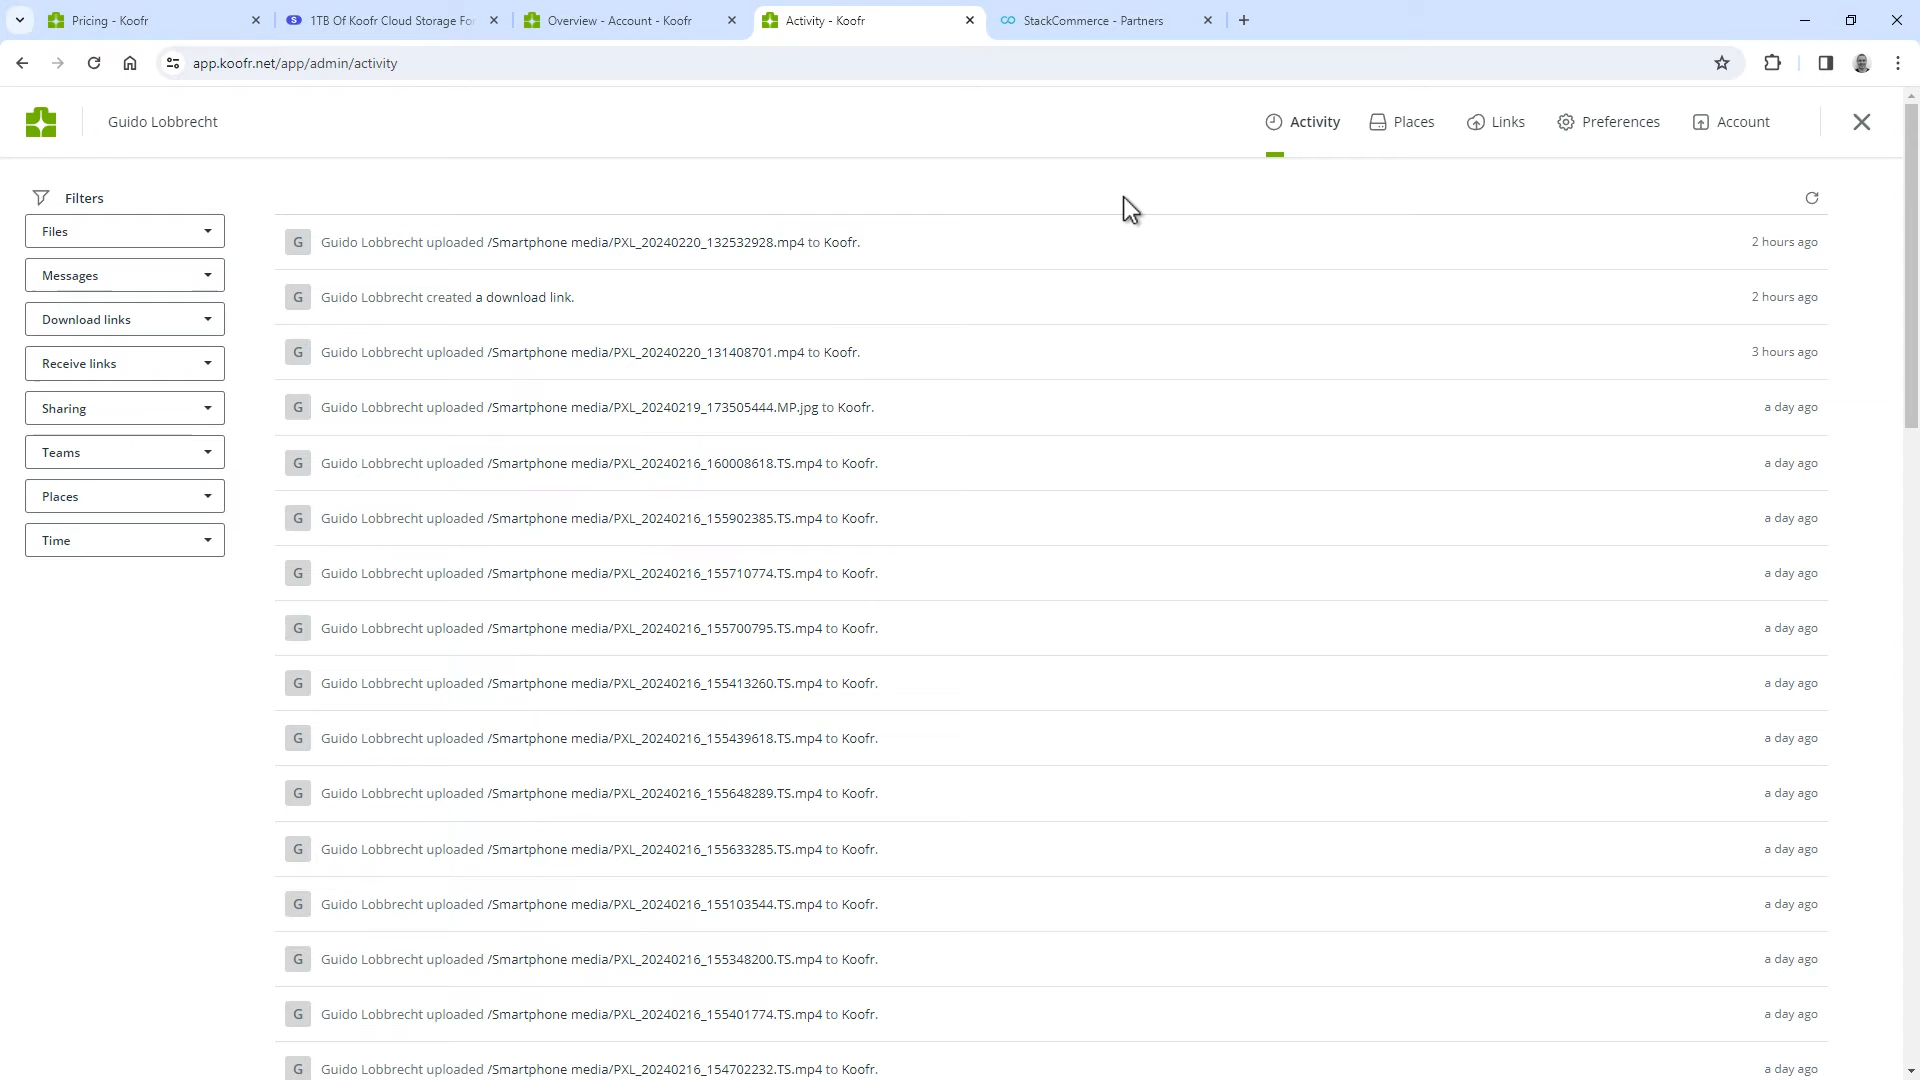 Pricing - Koofr
1TB Of Koofr Cloud Storage For
Overview - Account - Koofr
Activity - Koofr
StackCommerce - Partners
app.koofr.net/app/admin/activity
Guido Lobbrecht
Activity
Places
Links
Preferences
Account
Filters
Files
Messages
Download links
Receive links
Sharing
Teams
Places
Time
G Guido Lobbrecht uploaded /Smartphone media/PXL_20240220_132532928.mp4 to Koofr. 2 hours ago
G Guido Lobbrecht created a download link. 2 hours ago
G Guido Lobbrecht uploaded /Smartphone media/PXL_20240220_131408701.mp4 to Koofr. 3 hours ago
G Guido Lobbrecht uploaded /Smartphone media/PXL_20240219_173505444.MP.jpg to Koofr. a day ago
G Guido Lobbrecht uploaded /Smartphone media/PXL_20240216_160008618.TS.mp4 to Koofr. a day ago
G Guido Lobbrecht uploaded /Smartphone media/PXL_20240216_155902385.TS.mp4 to Koofr. a day ago
G Guido Lobbrecht uploaded /Smartphone media/PXL_20240216_155710774.TS.mp4 to Koofr. a day ago
G Guido Lobbrecht uploaded /Smartphone media/PXL_20240216_155700795.TS.mp4 to Koofr. a day ago
G Guido Lobbrecht uploaded /Smartphone media/PXL_20240216_155413260.TS.mp4 to Koofr. a day ago
G Guido Lobbrecht uploaded /Smartphone media/PXL_20240216_155439618.TS.mp4 to Koofr. a day ago
G Guido Lobbrecht uploaded /Smartphone media/PXL_20240216_155648289.TS.mp4 to Koofr. a day ago
G Guido Lobbrecht uploaded /Smartphone media/PXL_20240216_155633285.TS.mp4 to Koofr. a day ago
G Guido Lobbrecht uploaded /Smartphone media/PXL_20240216_155103544.TS.mp4 to Koofr. a day ago
G Guido Lobbrecht uploaded /Smartphone media/PXL_20240216_155348200.TS.mp4 to Koofr. a day ago
G Guido Lobbrecht uploaded /Smartphone media/PXL_20240216_155401774.TS.mp4 to Koofr. a day ago
G Guido Lobbrecht uploaded /Smartphone media/PXL_20240216_154702232.TS.mp4 to Koofr. a day ago